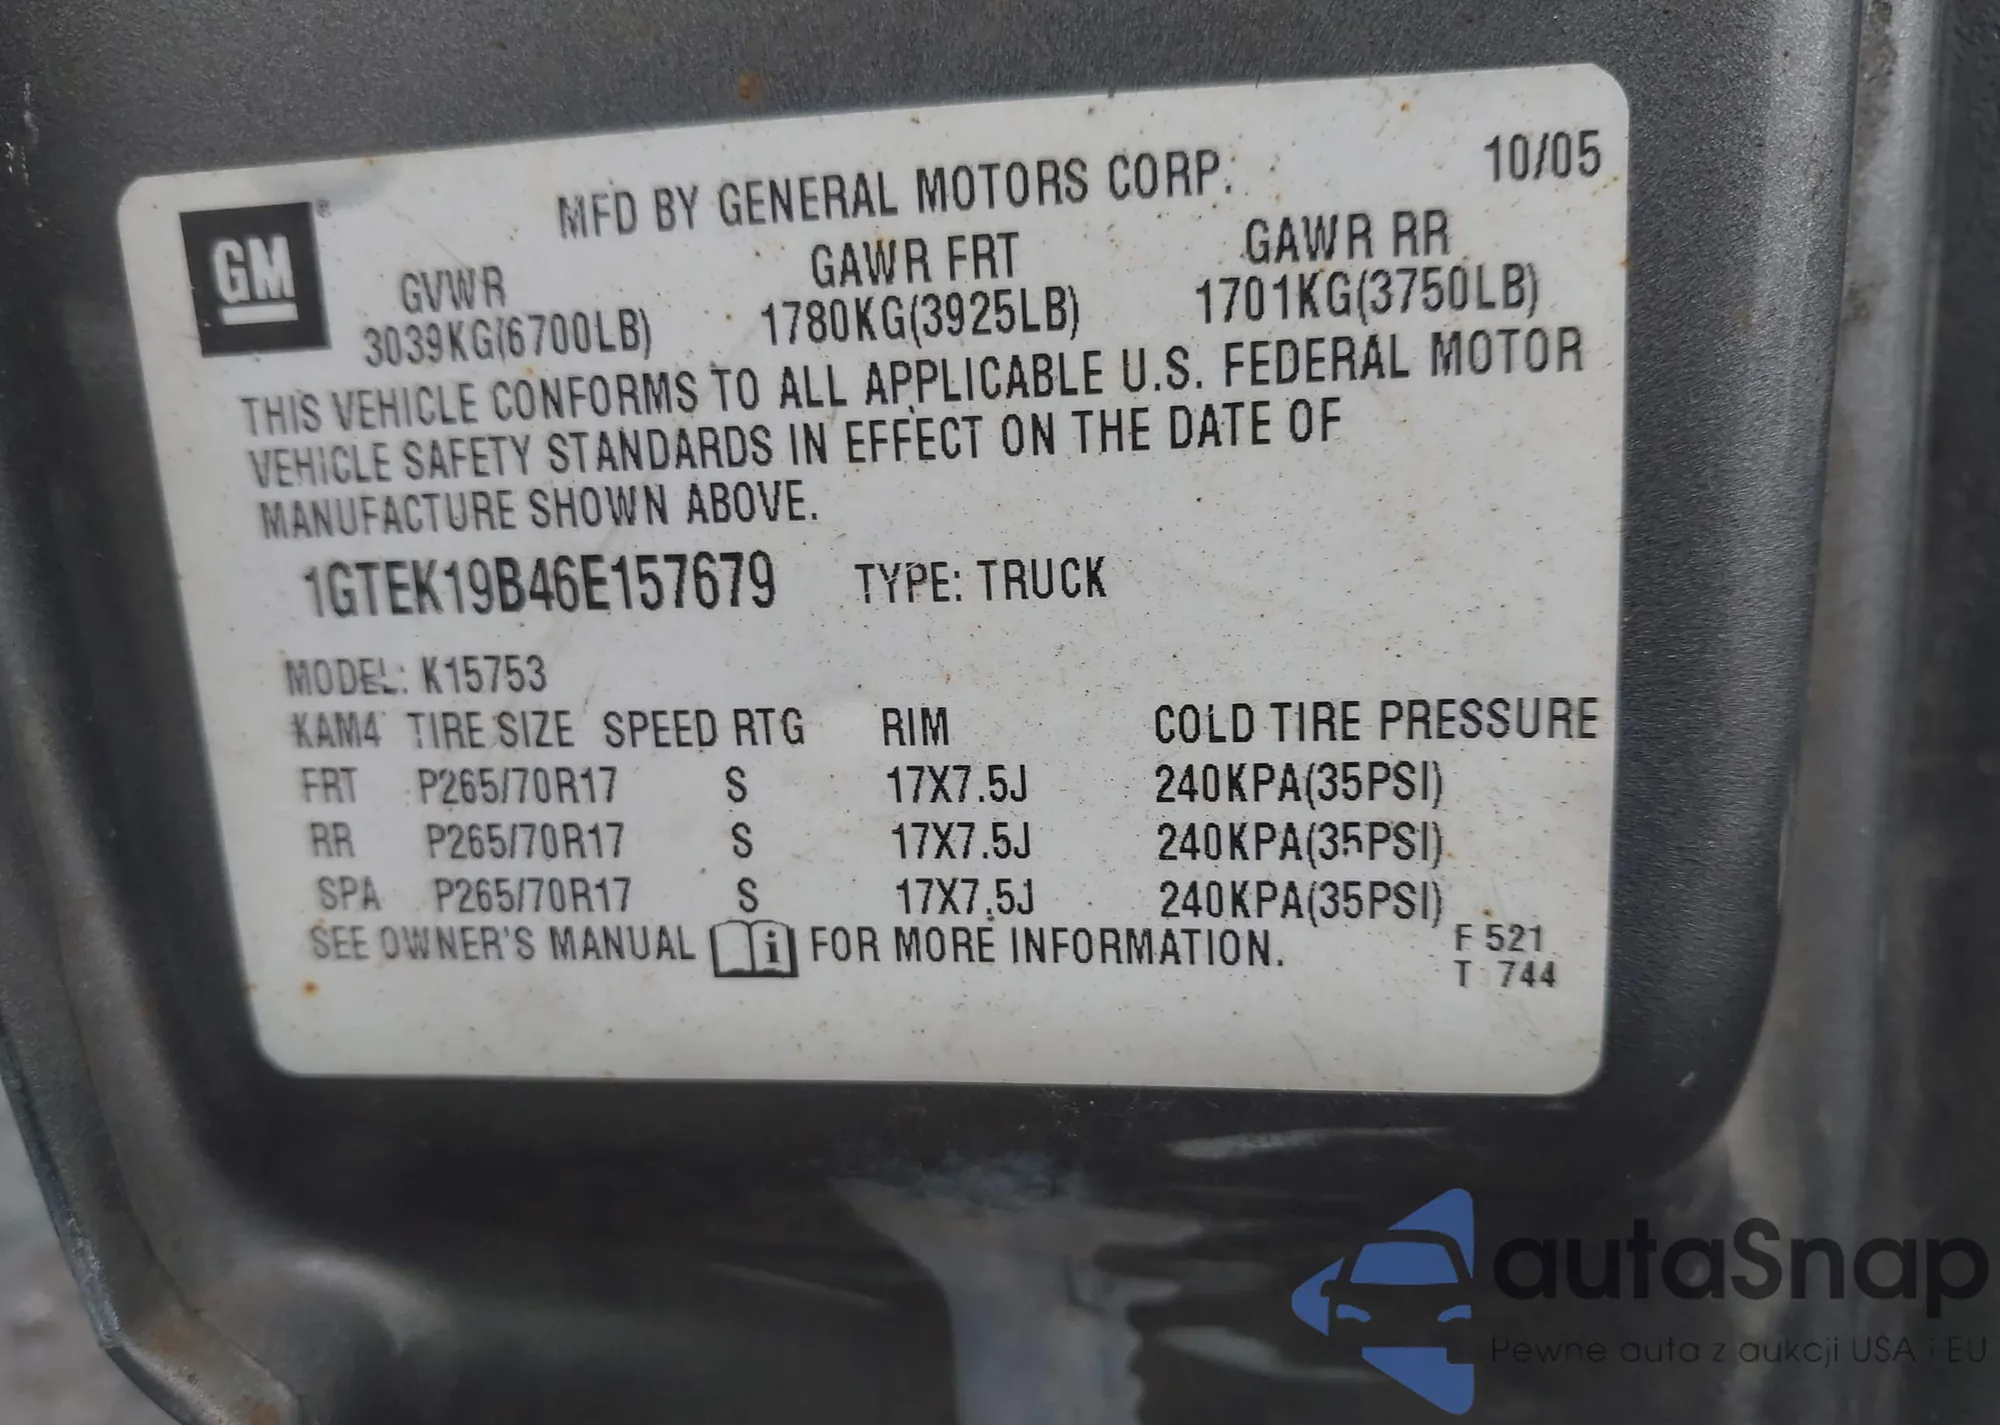 GM®
MFD BY GENERAL MOTORS CORP. 10/05
GVWR GAWR FRT GAWR RR
3039KG(6700LB) 1780KG(3925LB) 1701KG(3750LB)
THIS VEHICLE CONFORMS TO ALL APPLICABLE U.S. FEDERAL MOTOR
VEHICLE SAFETY STANDARDS IN EFFECT ON THE DATE OF
MANUFACTURE SHOWN ABOVE.
1GTEK19B46E157679 TYPE: TRUCK
MODEL: K15753
KAM4 TIRE SIZE SPEED RTG RIM COLD TIRE PRESSURE
FRT P265/70R17 S 17X7.5J 240KPA(35PSI)
RR P265/70R17 S 17X7.5J 240KPA(35PSI)
SPA P265/70R17 S 17X7.5J 240KPA(35PSI)
SEE OWNER'S MANUAL i FOR MORE INFORMATION.
F 521
T 744
autaSnap
Pewne auta z aukcji USA i EU